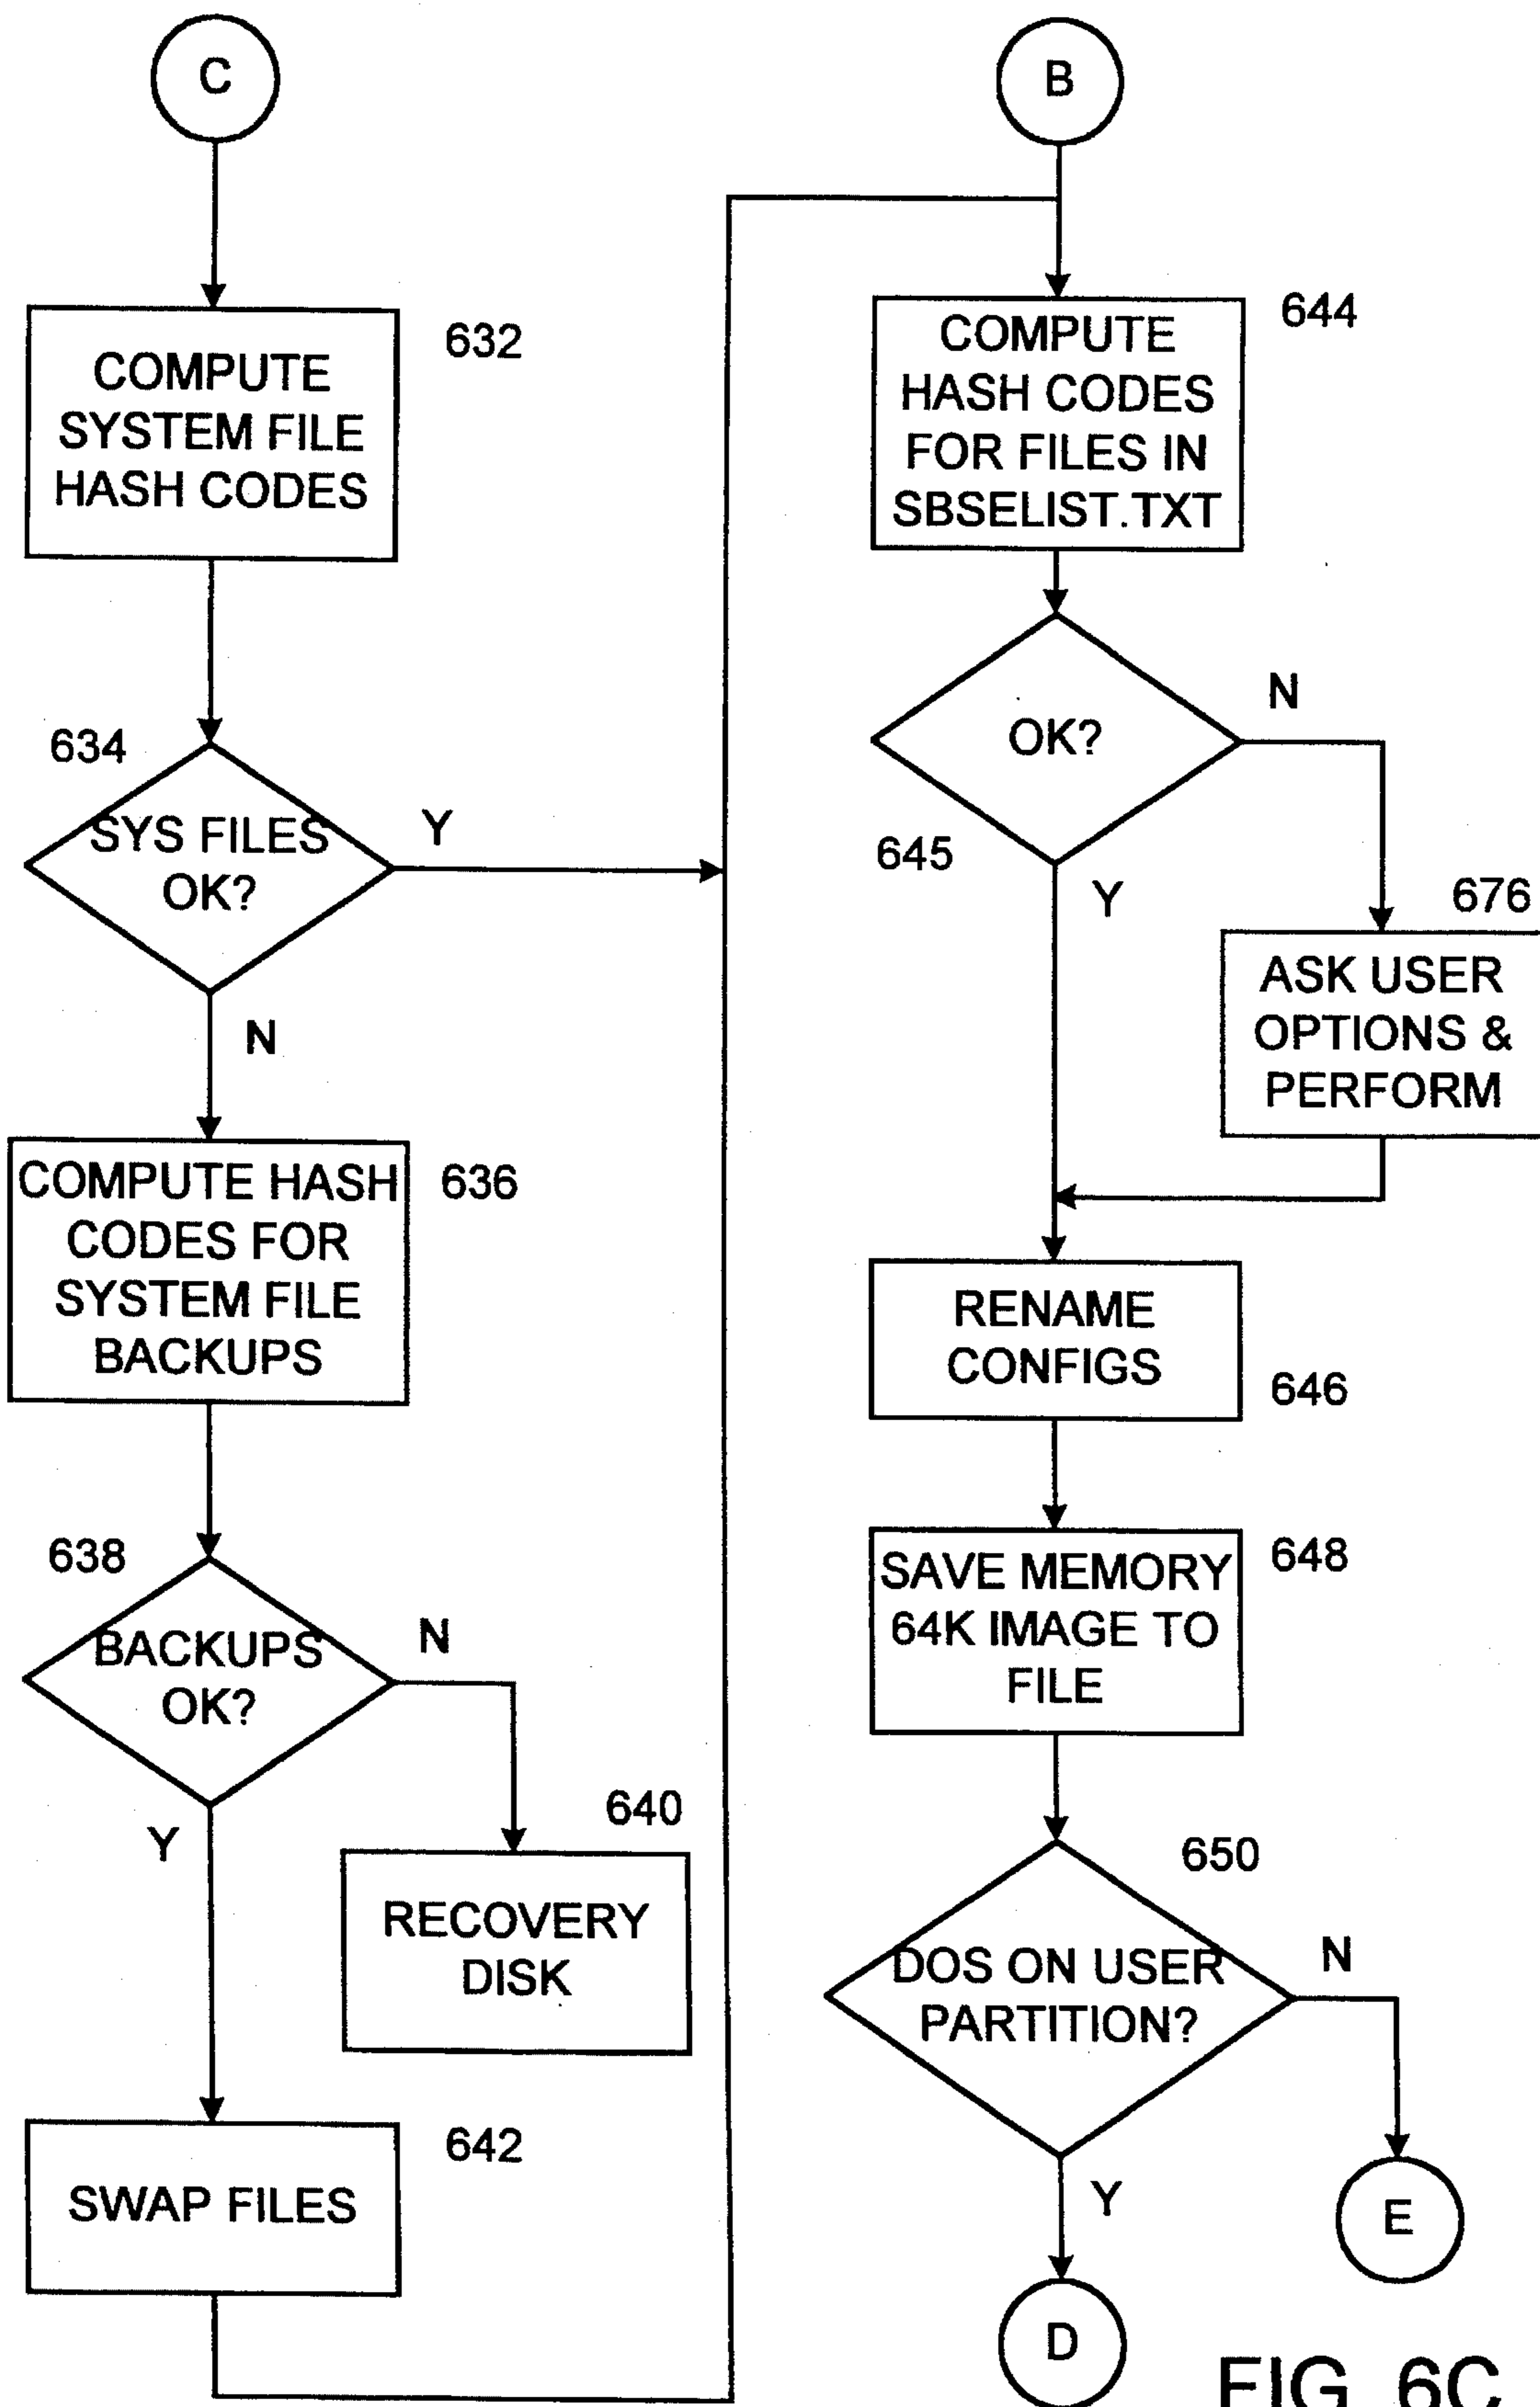 C
COMPUTE
SYSTEM FILE
HASH CODES
632
634
SYS FILES
OK?
Y
N
COMPUTE HASH
CODES FOR
SYSTEM FILE
BACKUPS
636
638
BACKUPS
OK?
N
Y
640
RECOVERY
DISK
642
SWAP FILES
B
644
COMPUTE
HASH CODES
FOR FILES IN
SBSELIST.TXT
OK?
N
645
Y
676
ASK USER
OPTIONS &
PERFORM
RENAME
CONFIGS
646
648
SAVE MEMORY
64K IMAGE TO
FILE
650
DOS ON USER
PARTITION?
N
Y
E
D
FIG. 6C